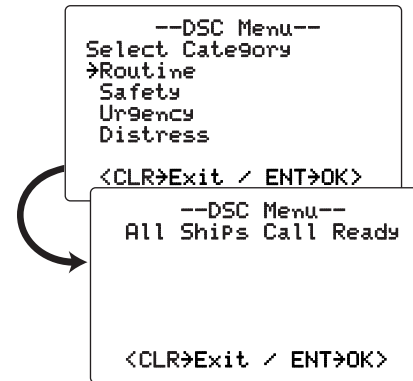 --DSC Menu--
Select Category
→Routine
Safety
Urgency
Distress
<CLR→Exit / ENT→OK>
--DSC Menu--
All Ships Call Ready
<CLR→Exit / ENT→OK>